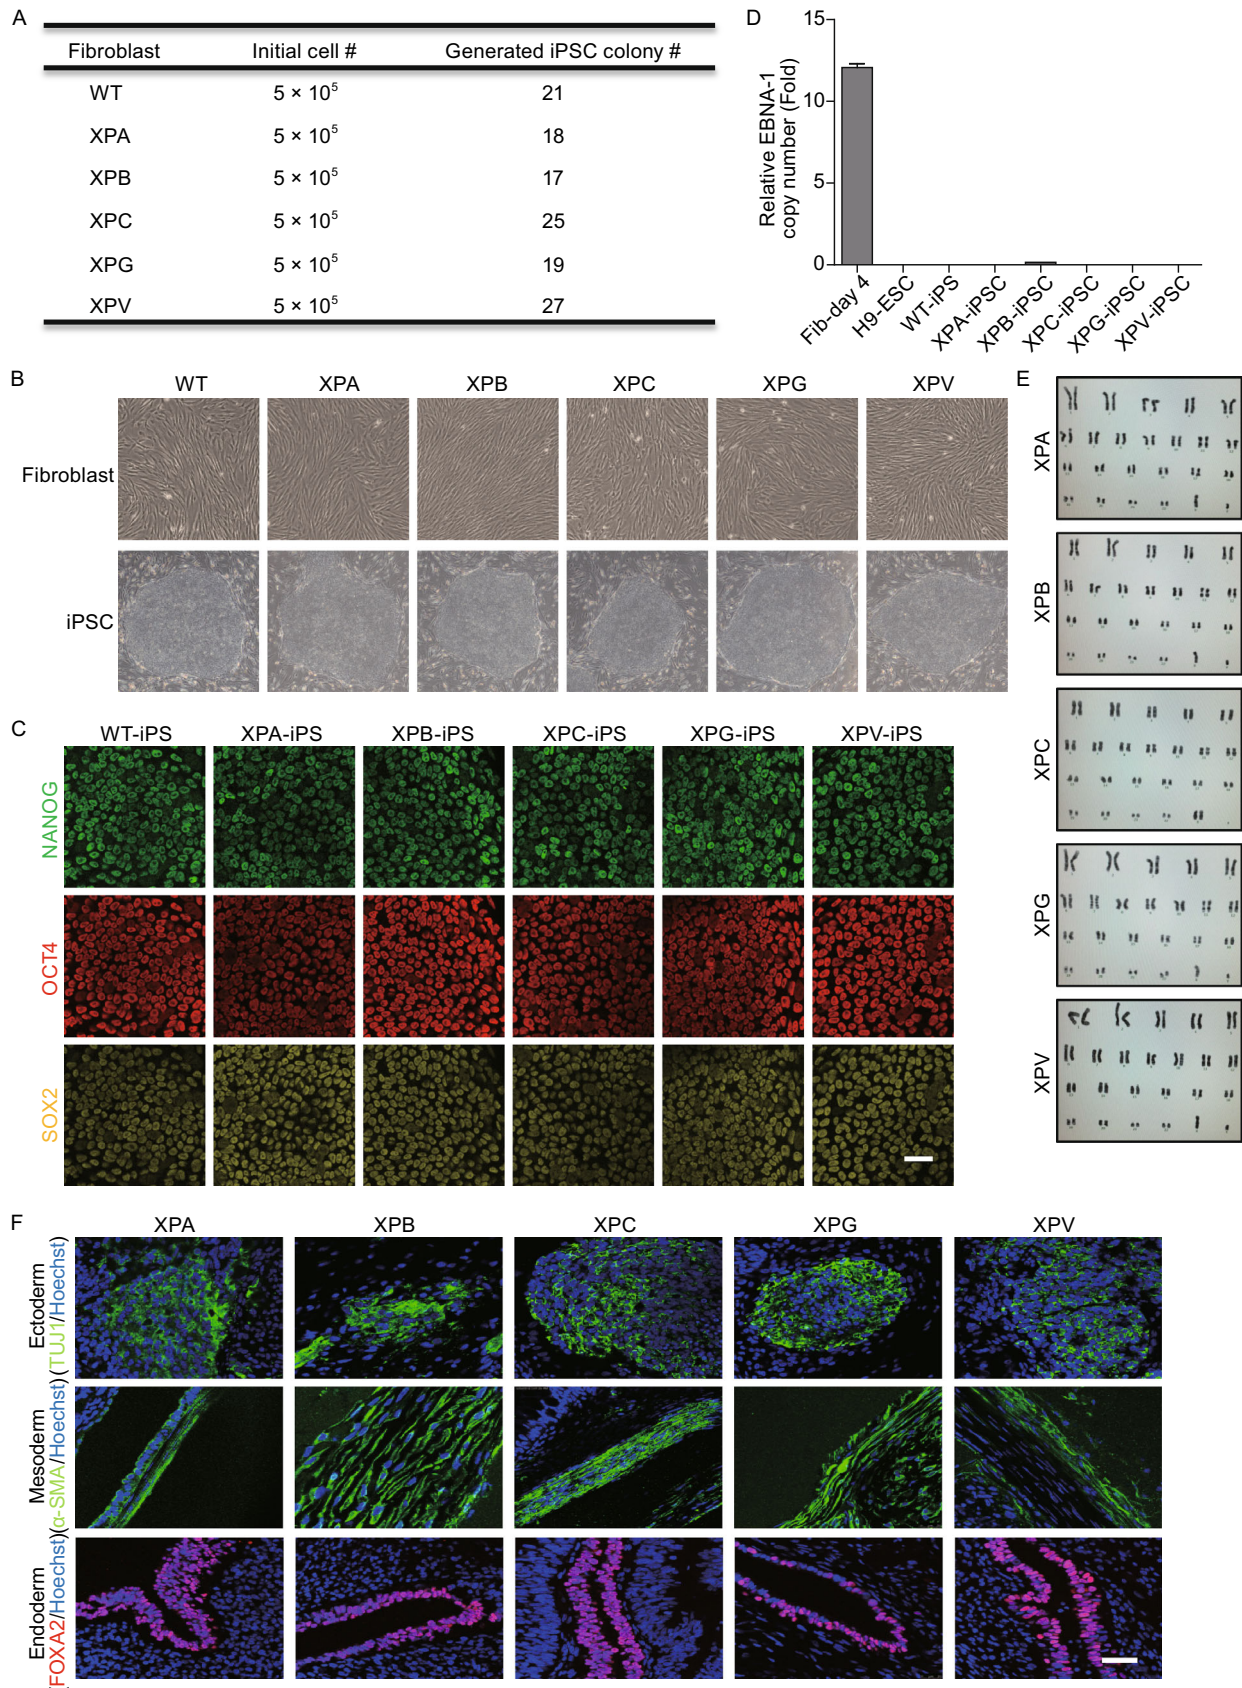 A
Fibroblast Initial cell # Generated iPSC colony #
WT 5 × 10⁵ 21
XPA 5 × 10⁵ 18
XPB 5 × 10⁵ 17
XPC 5 × 10⁵ 25
XPG 5 × 10⁵ 19
XPV 5 × 10⁵ 27
D
Relative EBNA-1
copy number (Fold)
15
10
5
0
Fib-day 4
H9-ESC
WT-iPS
XPA-iPSC
XPB-iPSC
XPC-iPSC
XPG-iPSC
XPV-iPSC
B
WT XPA XPB XPC XPG XPV
Fibroblast
iPSC
C
WT-iPS XPA-iPS XPB-iPS XPC-iPS XPG-iPS XPV-iPS
NANOG
OCT4
SOX2
E
XPA
XPB
XPC
XPG
XPV
F
XPA XPB XPC XPG XPV
Ectoderm
(TUJ1/Hoechst)
Mesoderm
(α-SMA/Hoechst)
Endoderm
(FOXA2/Hoechst)